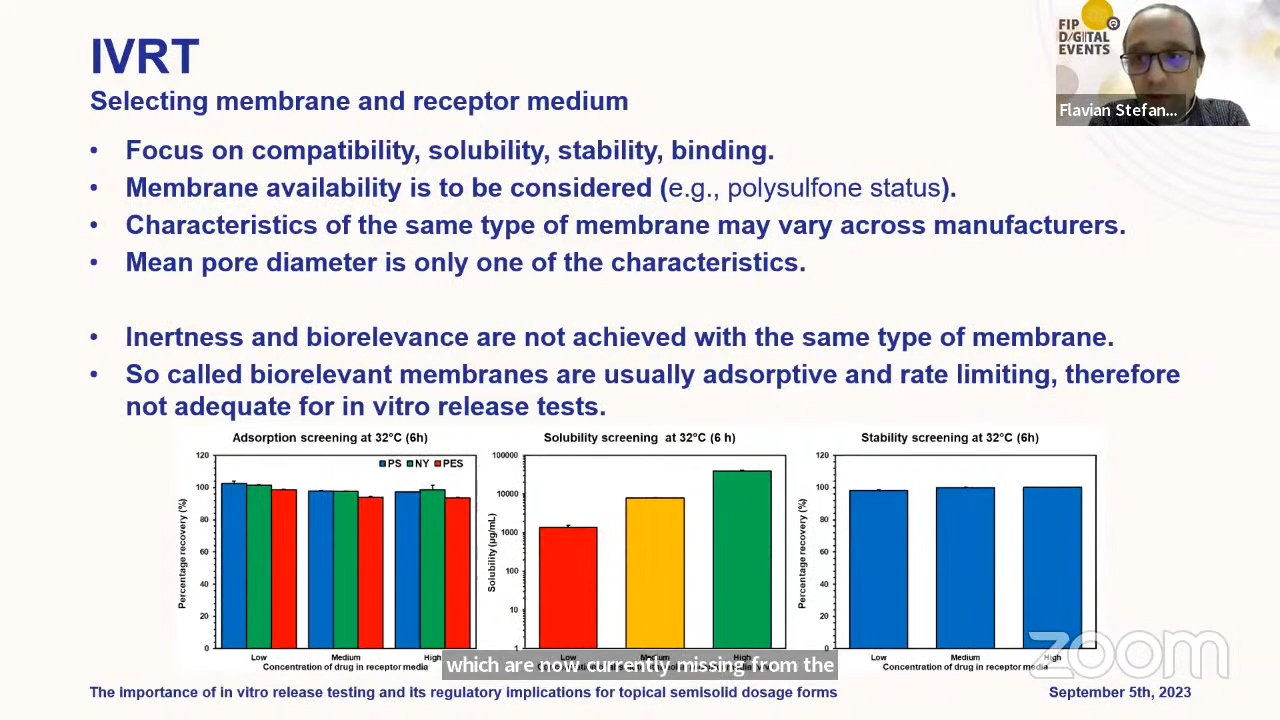 IVRT
Selecting membrane and receptor medium
• Focus on compatibility, solubility, stability, binding.
• Membrane availability is to be considered (e.g., polysulfone status).
• Characteristics of the same type of membrane may vary across manufacturers.
• Mean pore diameter is only one of the characteristics.
• Inertness and biorelevance are not achieved with the same type of membrane.
• So called biorelevant membranes are usually adsorptive and rate limiting, therefore
not adequate for in vitro release tests.
FIP
DIGITAL
EVENTS
Flavian Stefan...
Adsorption screening at 32°C (6h)
PS NY PES
Percentage recovery (%)
120
100
80
60
40
20
0
Low Medium High
Concentration of drug in receptor media
Solubility screening at 32°C (6 h)
Solubility (µg/mL)
100000
10000
1000
100
10
1
Low Medium High
Stability screening at 32°C (6h)
Percentage recovery (%)
120
100
80
60
40
20
0
Low Medium High
Concentration of drug in receptor media
which are now currently missing from the
zoom
The importance of in vitro release testing and its regulatory implications for topical semisolid dosage forms
September 5th, 2023